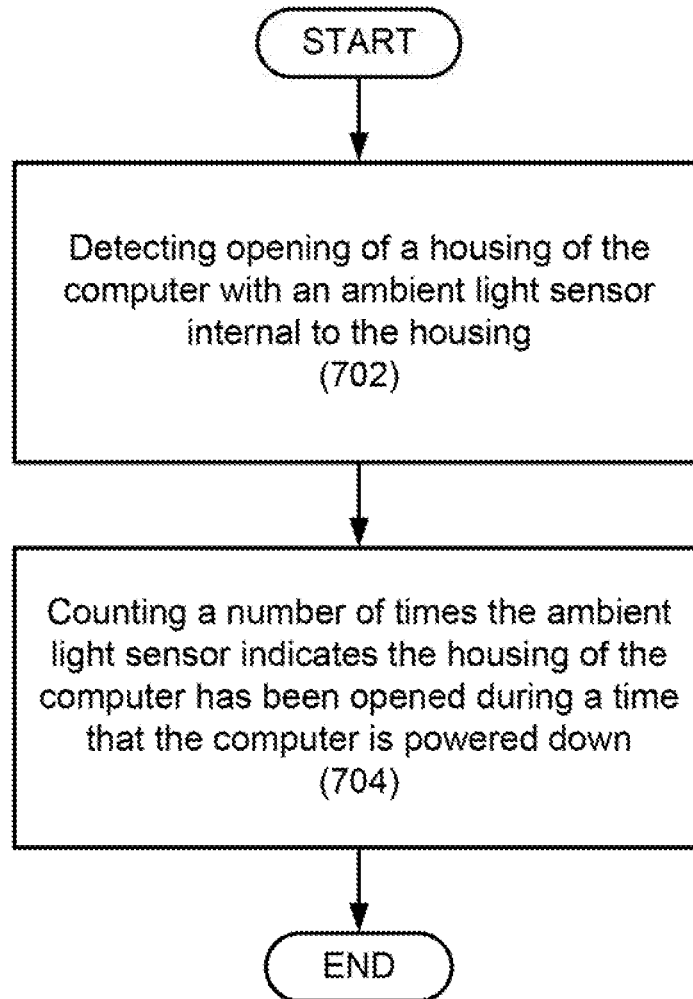 START
Detecting opening of a housing of the
computer with an ambient light sensor
internal to the housing
(702)
Counting a number of times the ambient
light sensor indicates the housing of the
computer has been opened during a time
that the computer is powered down
(704)
END